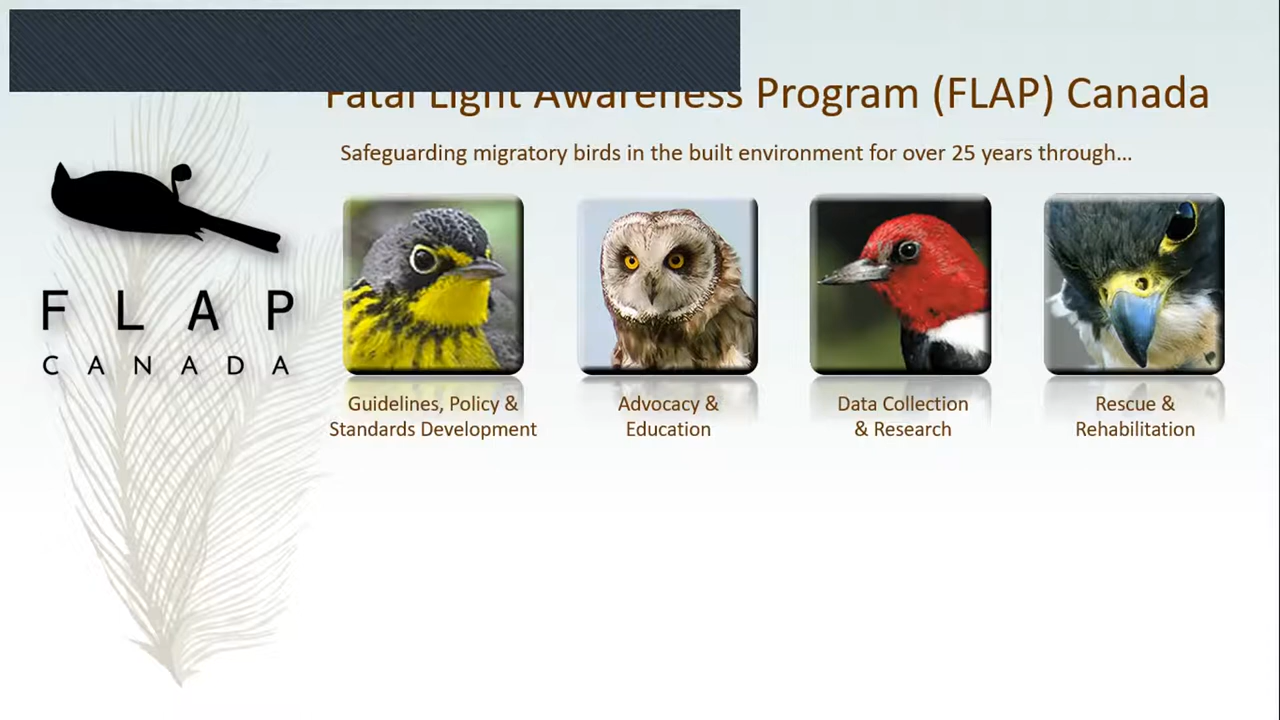 Fatal Light Awareness Program (FLAP) Canada
Safeguarding migratory birds in the built environment for over 25 years through...
FLAP
CANADA
Guidelines, Policy &
Standards Development
Advocacy &
Education
Data Collection
& Research
Rescue &
Rehabilitation